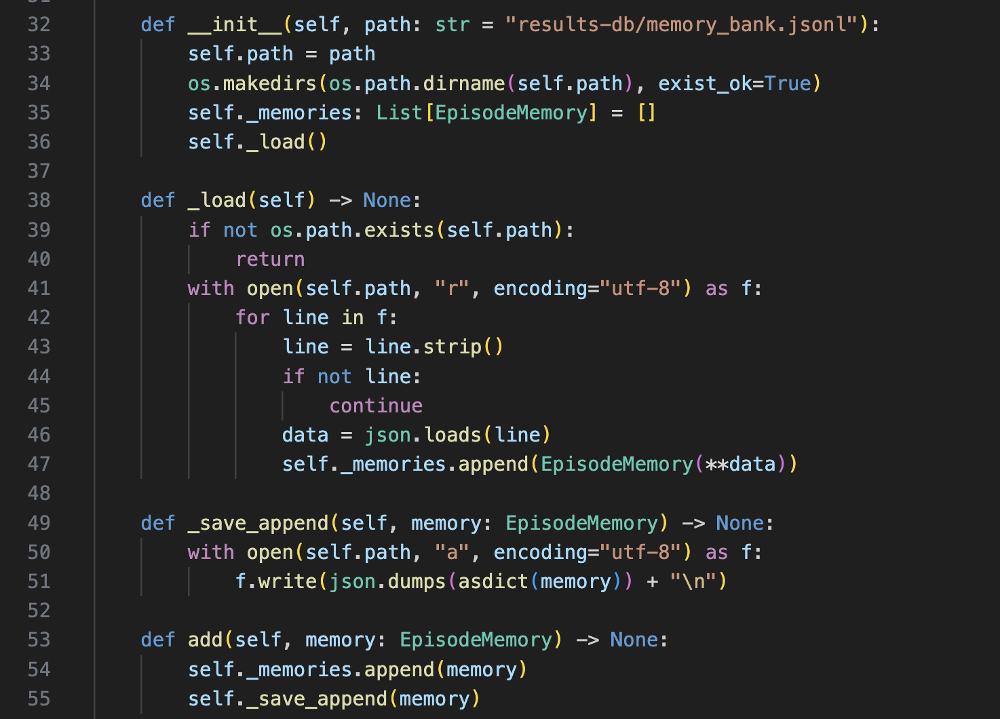 32 def __init__(self, path: str = "results-db/memory_bank.jsonl"):
33 self.path = path
34 os.makedirs(os.path.dirname(self.path), exist_ok=True)
35 self._memories: List[EpisodeMemory] = []
36 self._load()
37
38 def _load(self) -> None:
39 if not os.path.exists(self.path):
40 return
41 with open(self.path, "r", encoding="utf-8") as f:
42 for line in f:
43 line = line.strip()
44 if not line:
45 continue
46 data = json.loads(line)
47 self._memories.append(EpisodeMemory(**data))
48
49 def _save_append(self, memory: EpisodeMemory) -> None:
50 with open(self.path, "a", encoding="utf-8") as f:
51 f.write(json.dumps(asdict(memory)) + "\n")
52
53 def add(self, memory: EpisodeMemory) -> None:
54 self._memories.append(memory)
55 self._save_append(memory)